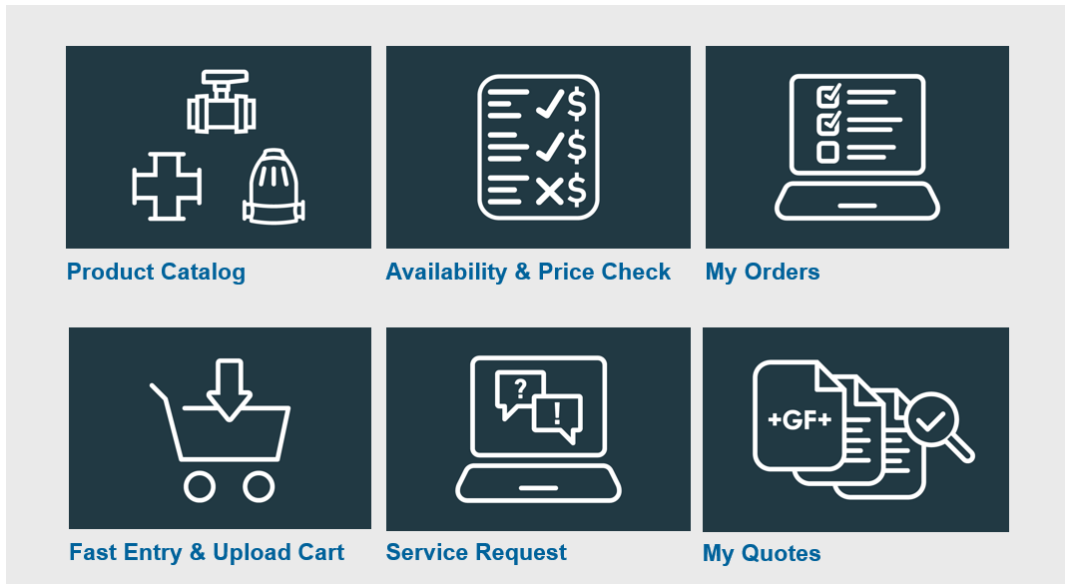 $
$
$
Product Catalog
Availability & Price Check
My Orders
?
!
+GF+
Fast Entry & Upload Cart
Service Request
My Quotes